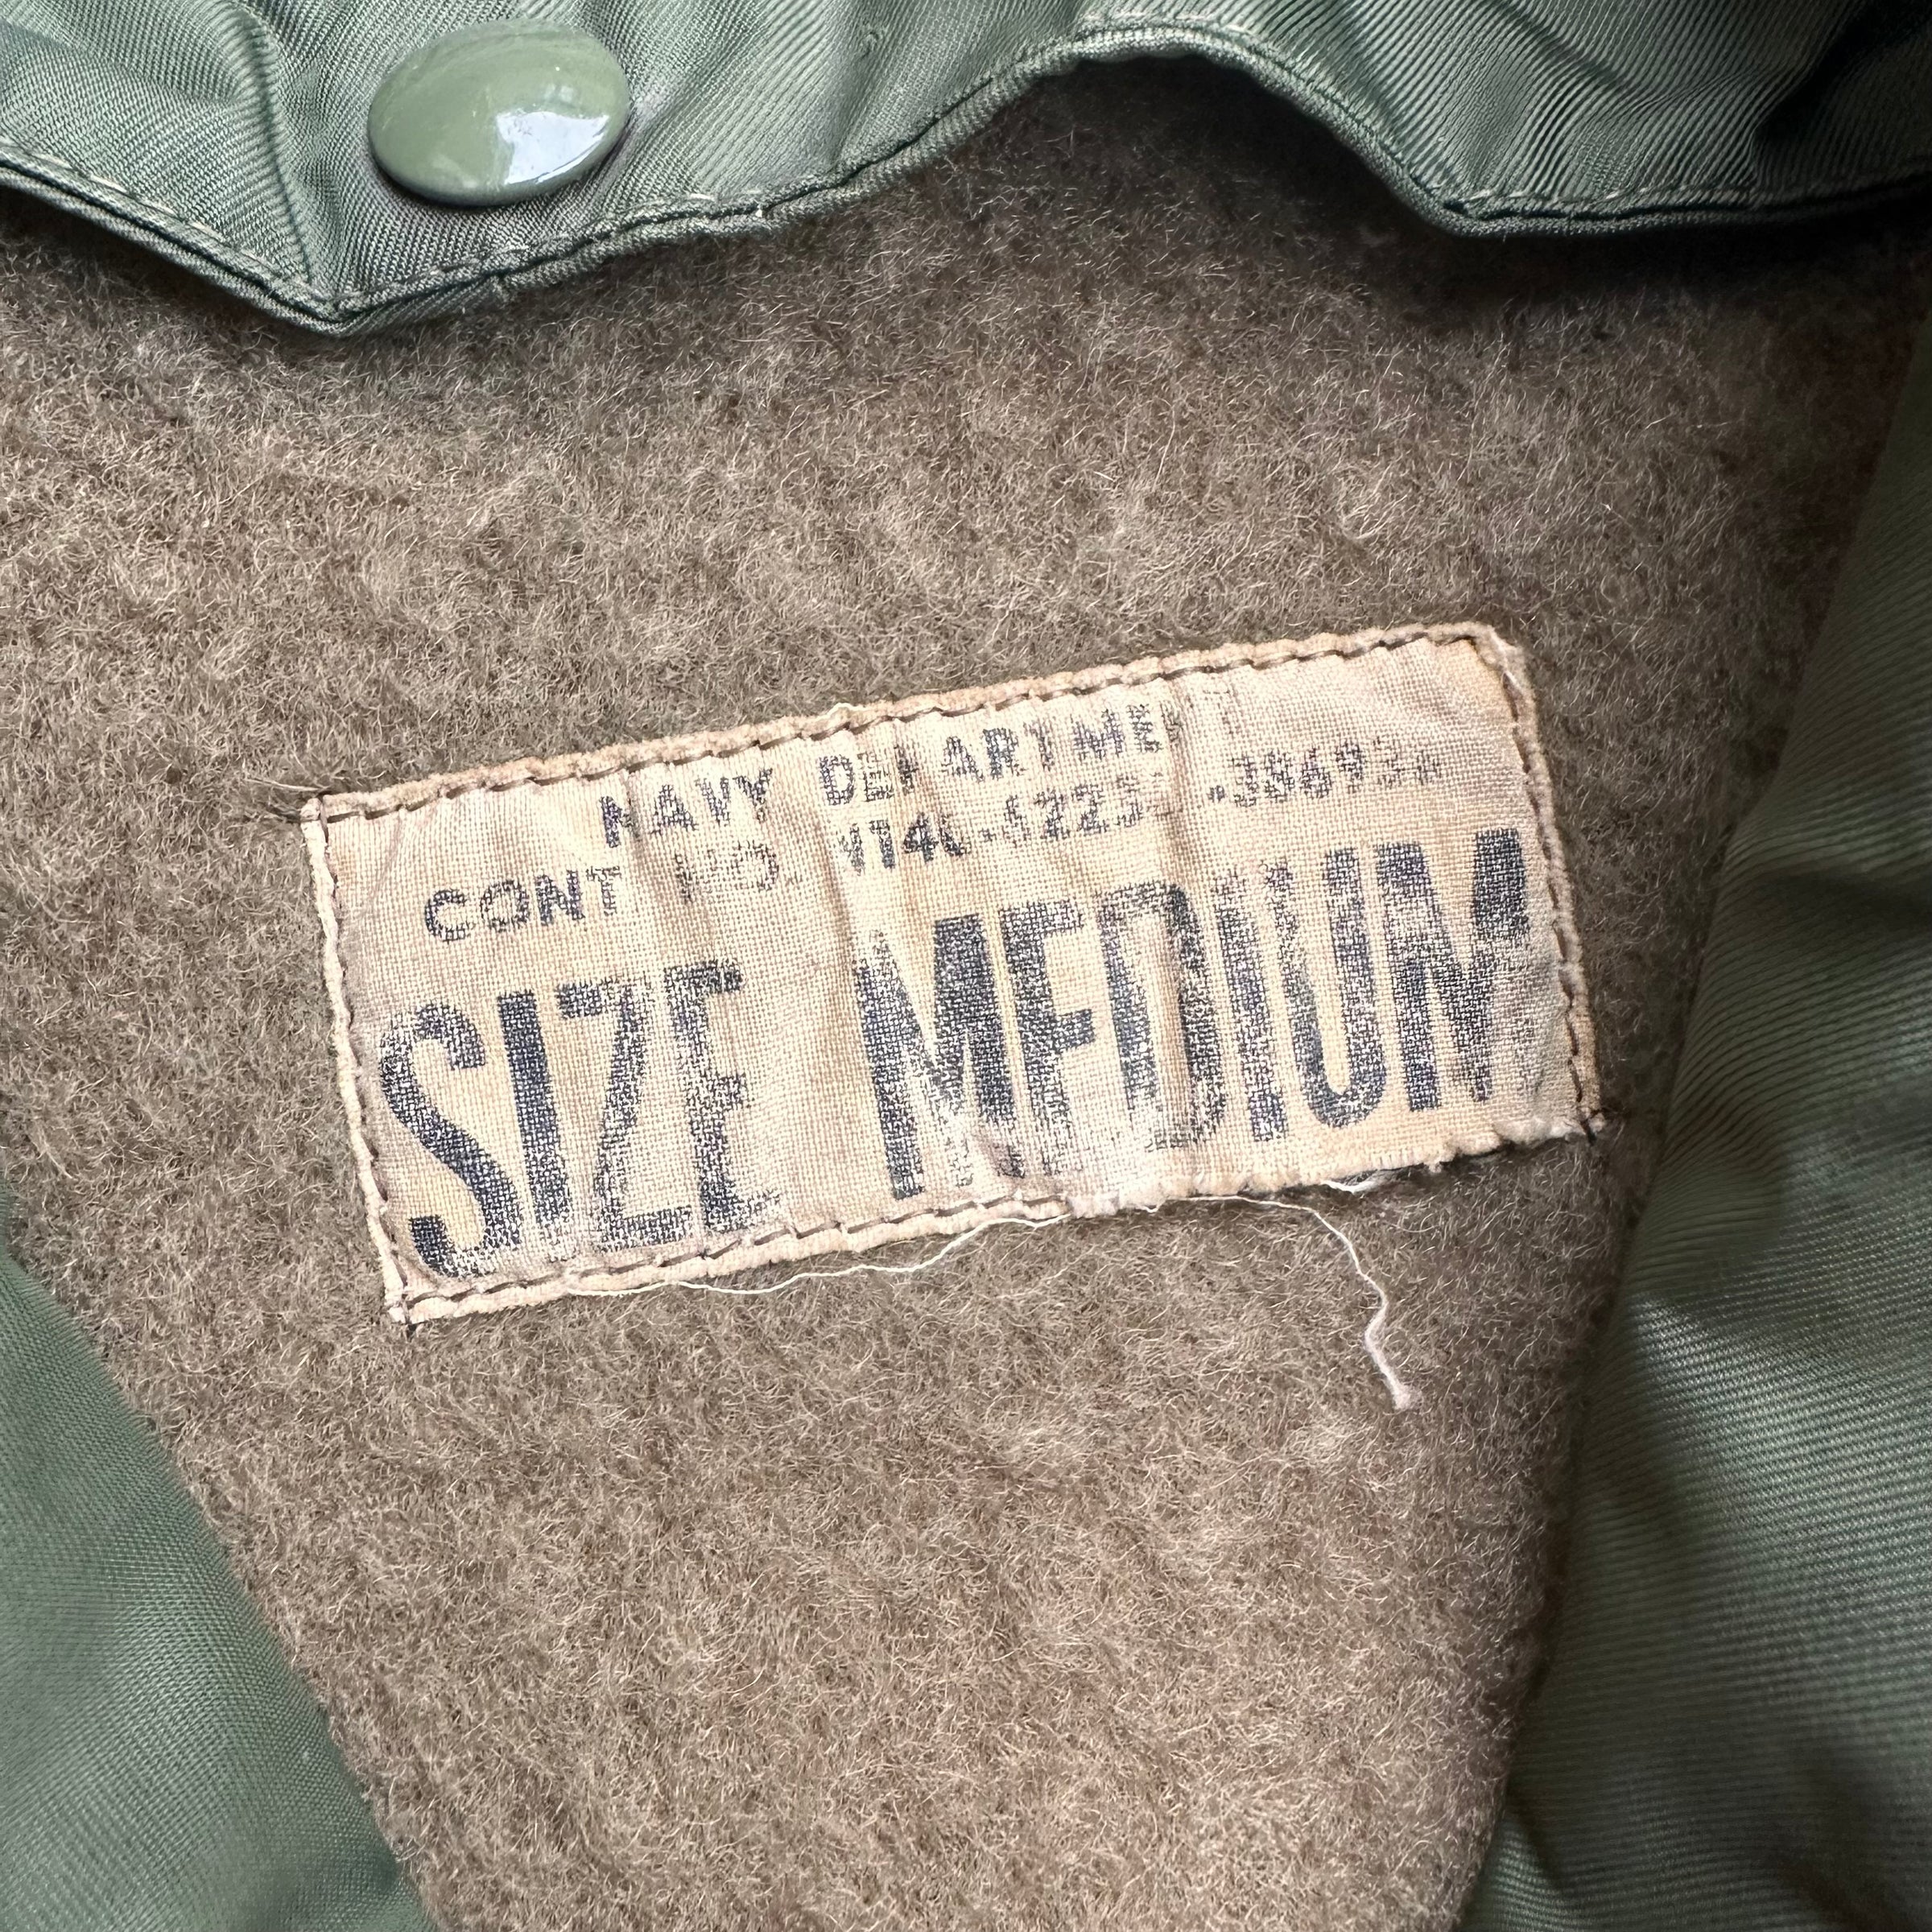 NAVY DEPARTMENT
CONT NO.
SIZE MEDIUM